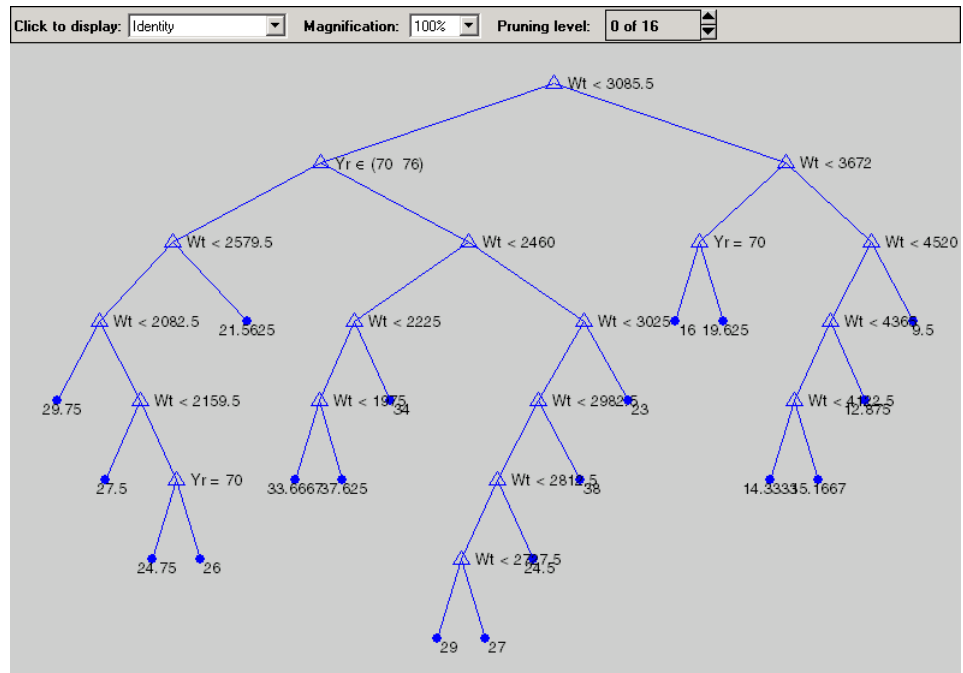 Click to display: Identity Magnification: 100% Pruning level: 0 of 16
Wt < 3085.5
Yr ∈ (70 76)
Wt < 3672
Wt < 2579.5
Wt < 2460
Yr = 70
Wt < 4520
Wt < 2082.5
21.5625
Wt < 2225
Wt < 3025
16
19.625
9.5
29.75
Wt < 2159.5
34
23
12.875
27.5
Yr = 70
33.6667
37.625
38
14.3333
15.1667
24.75
26
24.5
29
27